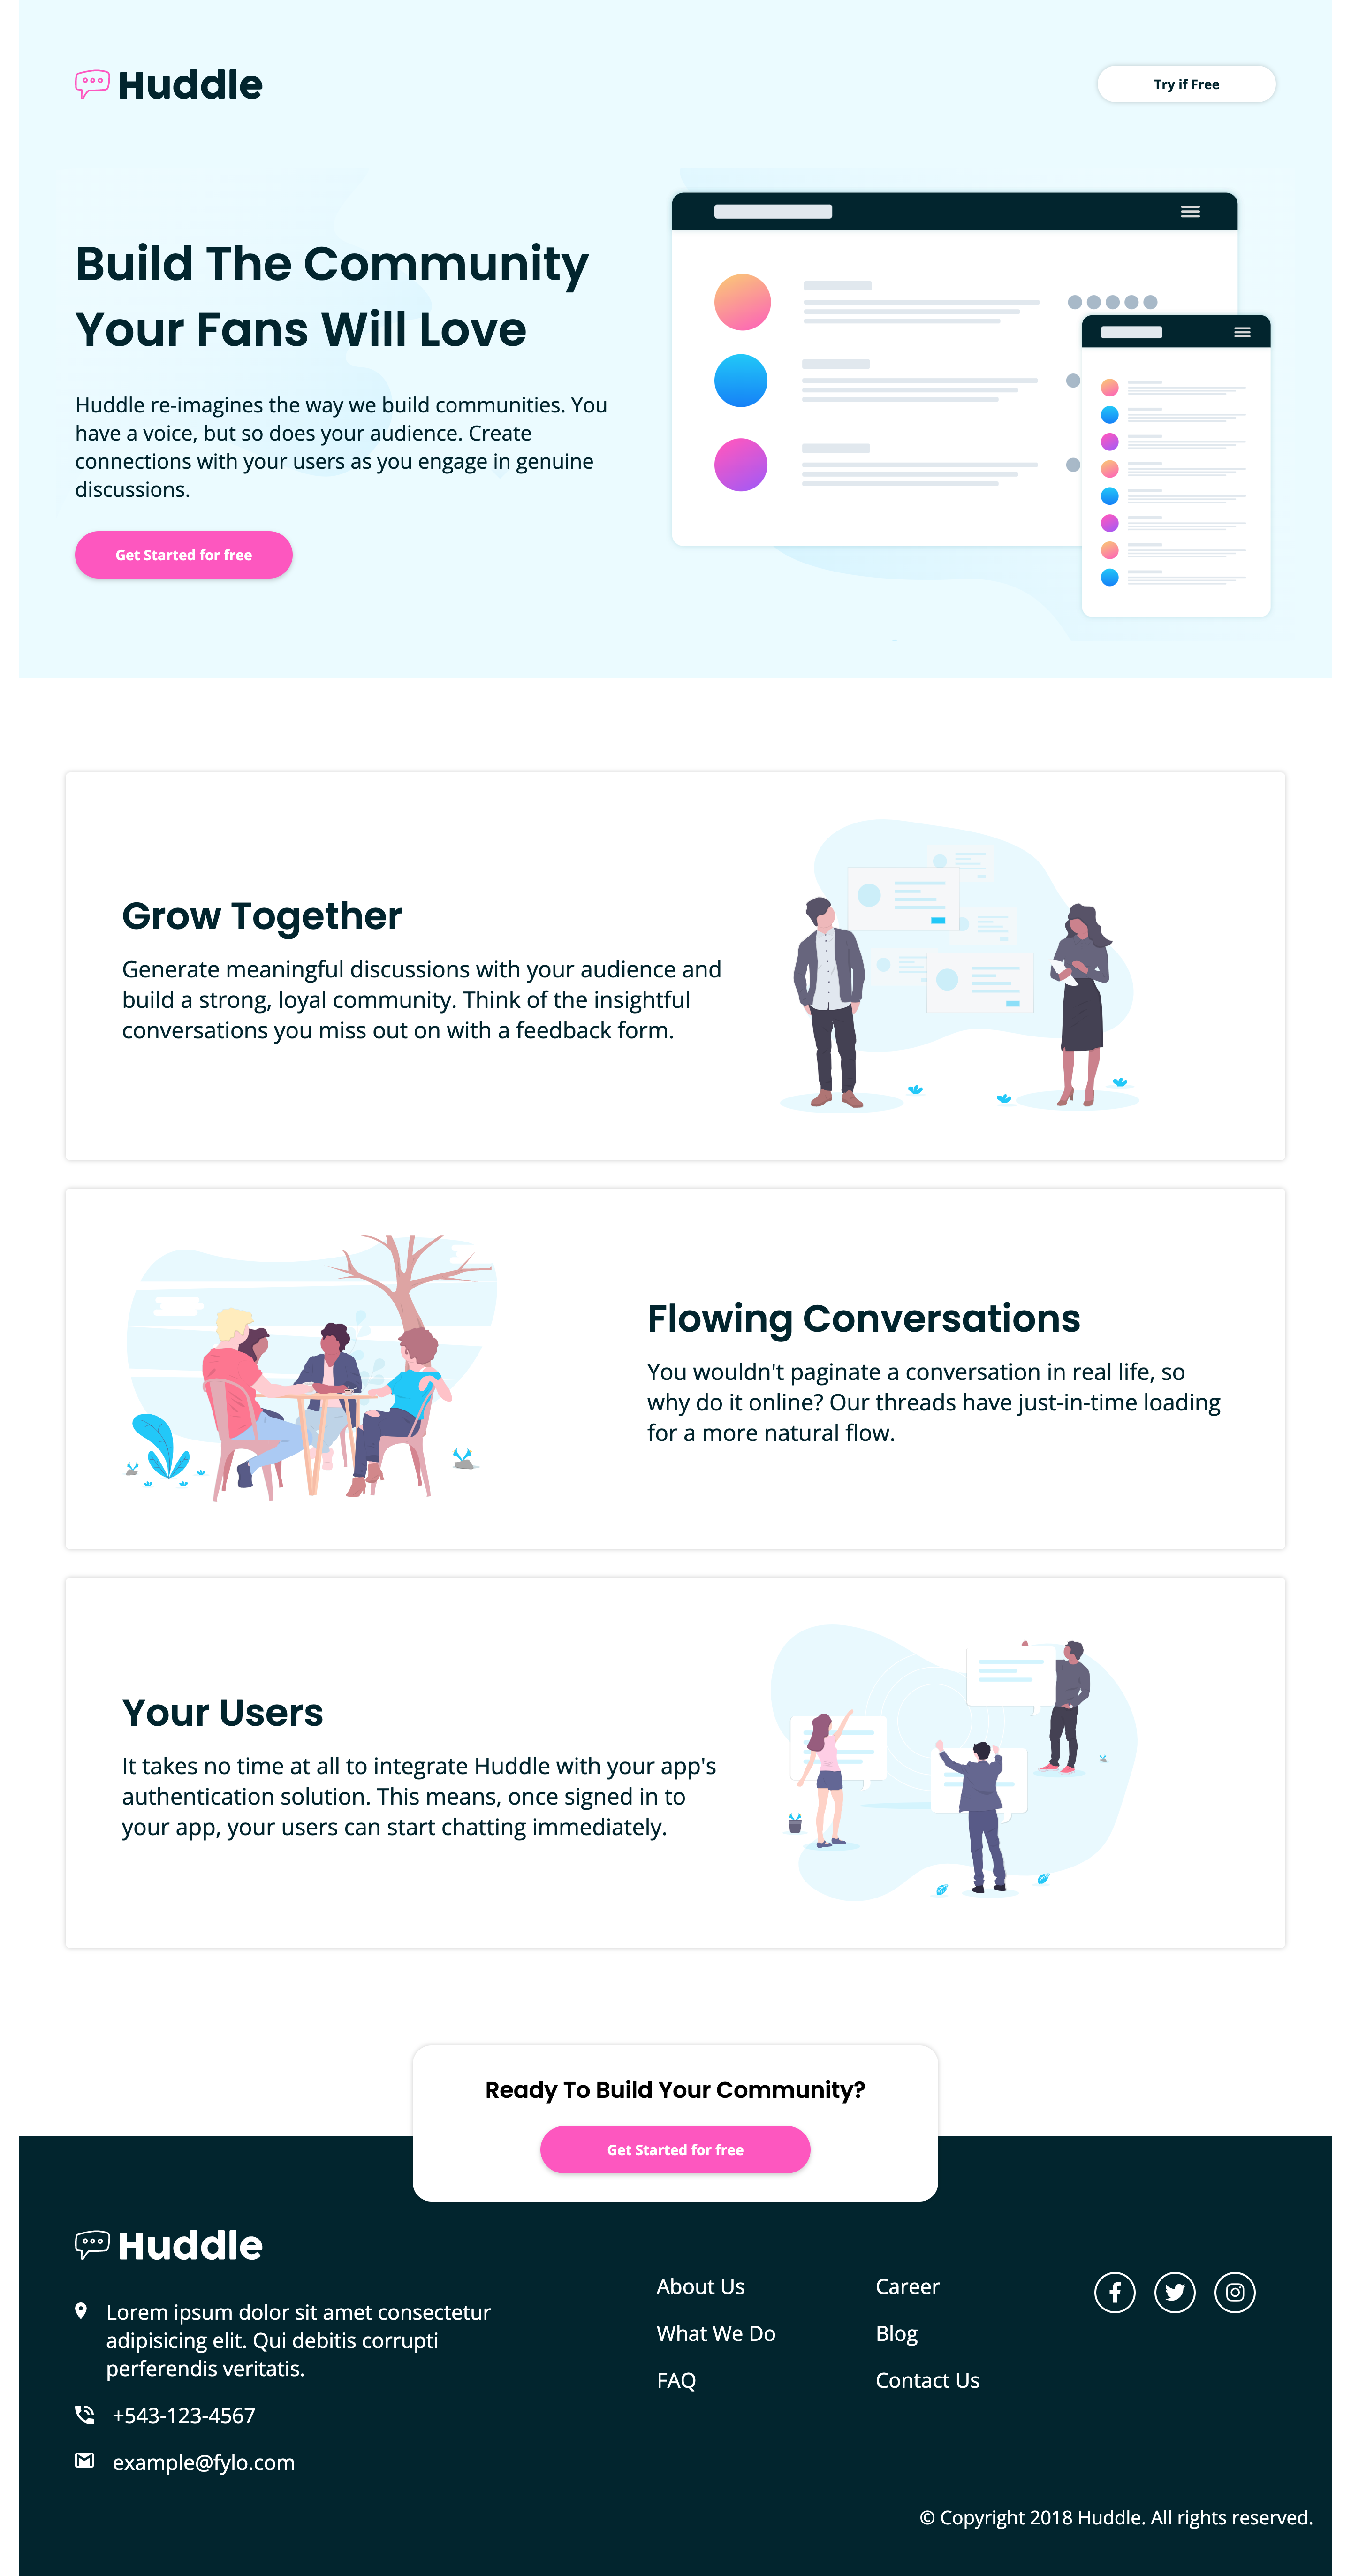 Huddle
Try if Free
Build The Community
Your Fans Will Love
Huddle re-imagines the way we build communities. You
have a voice, but so does your audience. Create
connections with your users as you engage in genuine
discussions.
Get Started for free
Grow Together
Generate meaningful discussions with your audience and
build a strong, loyal community. Think of the insightful
conversations you miss out on with a feedback form.
Flowing Conversations
You wouldn't paginate a conversation in real life, so
why do it online? Our threads have just-in-time loading
for a more natural flow.
Your Users
It takes no time at all to integrate Huddle with your app's
authentication solution. This means, once signed in to
your app, your users can start chatting immediately.
Ready To Build Your Community?
Get Started for free
Huddle
Lorem ipsum dolor sit amet consectetur
adipisicing elit. Qui debitis corrupti
perferendis veritatis.
+543-123-4567
example@fylo.com
About Us
What We Do
FAQ
Career
Blog
Contact Us
© Copyright 2018 Huddle. All rights reserved.